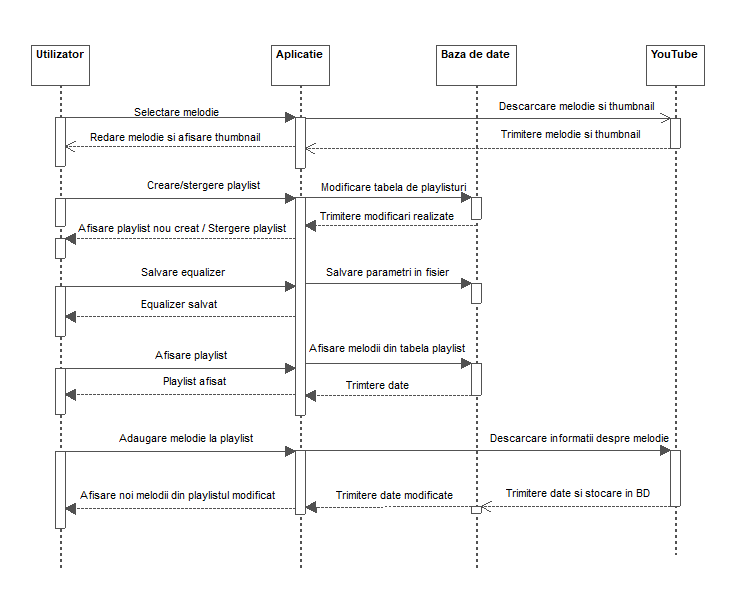 Utilizator
Aplicatie
Baza de date
YouTube
Selectare melodie
Descarcare melodie si thumbnail
Redare melodie si afisare thumbnail
Trimitere melodie si thumbnail
Creare/stergere playlist
Modificare tabela de playlisturi
Trimitere modificari realizate
Afisare playlist nou creat / Stergere playlist
Salvare equalizer
Salvare parametri in fisier
Equalizer salvat
Afisare melodii din tabela playlist
Afisare playlist
Playlist afisat
Trimtere date
Adaugare melodie la playlist
Descarcare informatii despre melodie
Afisare noi melodii din playlistul modificat
Trimitere date modificate
Trimitere date si stocare in BD